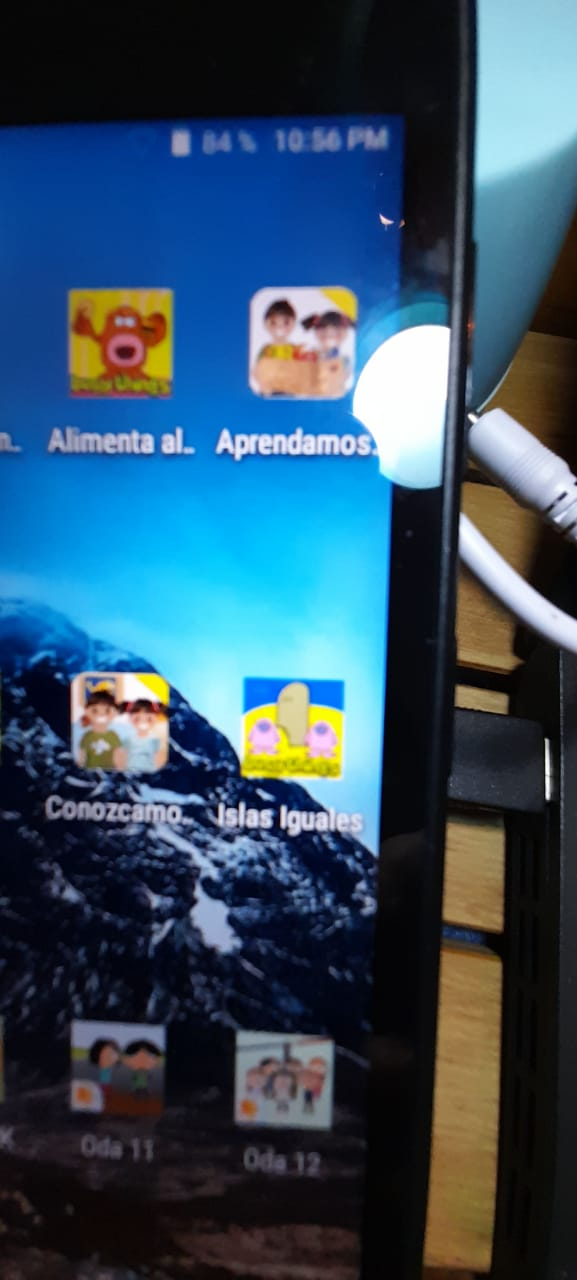 84 % 10:56 PM
Alimenta al.. Aprendamos..
Conozcamo.. Islas Iguales
Oda 11 Oda 12